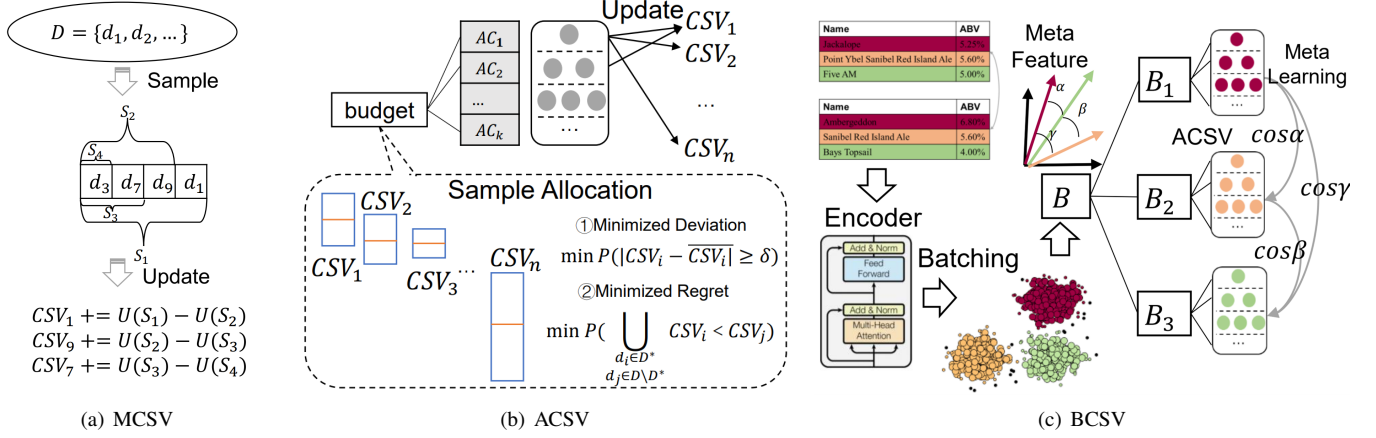 D = {d₁, d₂, ...}
Sample
S₂
S₄
d₃ d₇ d₉ d₁
S₃
S₁
Update
CSV₁ += U(S₁) − U(S₂)
CSV₉ += U(S₂) − U(S₃)
CSV₇ += U(S₃) − U(S₄)
(a) MCSV
budget
AC₁
AC₂
...
ACₖ
...
Update
CSV₁
CSV₂
...
CSVₙ
Sample Allocation
CSV₁
CSV₂
CSV₃
...
CSVₙ
①Minimized Deviation
min P(|CSVᵢ − \overline{CSVᵢ}| ≥ δ)
②Minimized Regret
min P( ⋃ CSVᵢ < CSVⱼ)
dᵢ∈D*
dⱼ∈D\D*
(b) ACSV
Name ABV
Jackalope 5.25%
Point Ybel Sanibel Red Island Ale 5.60%
Five AM 5.00%
Name ABV
Ambergeddon 6.80%
Sanibel Red Island Ale 5.60%
Bays Topsail 4.00%
Encoder
Add & Norm
Feed
Forward
Add & Norm
Multi-Head
Attention
Batching
Meta
Feature
α
β
γ
B
B₁
B₂
B₃
...
ACSV
...
...
Meta
Learning
cosα
cosγ
cosβ
(c) BCSV